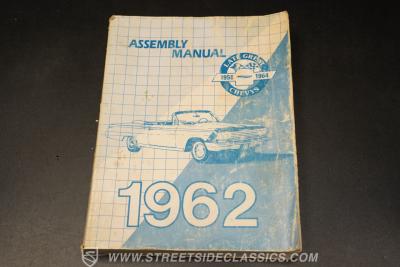 ASSEMBLY
MANUAL
LATE GREAT
1958 1964
CHEVYS
1962
WWW.STREETSIDECLASSICS.COM